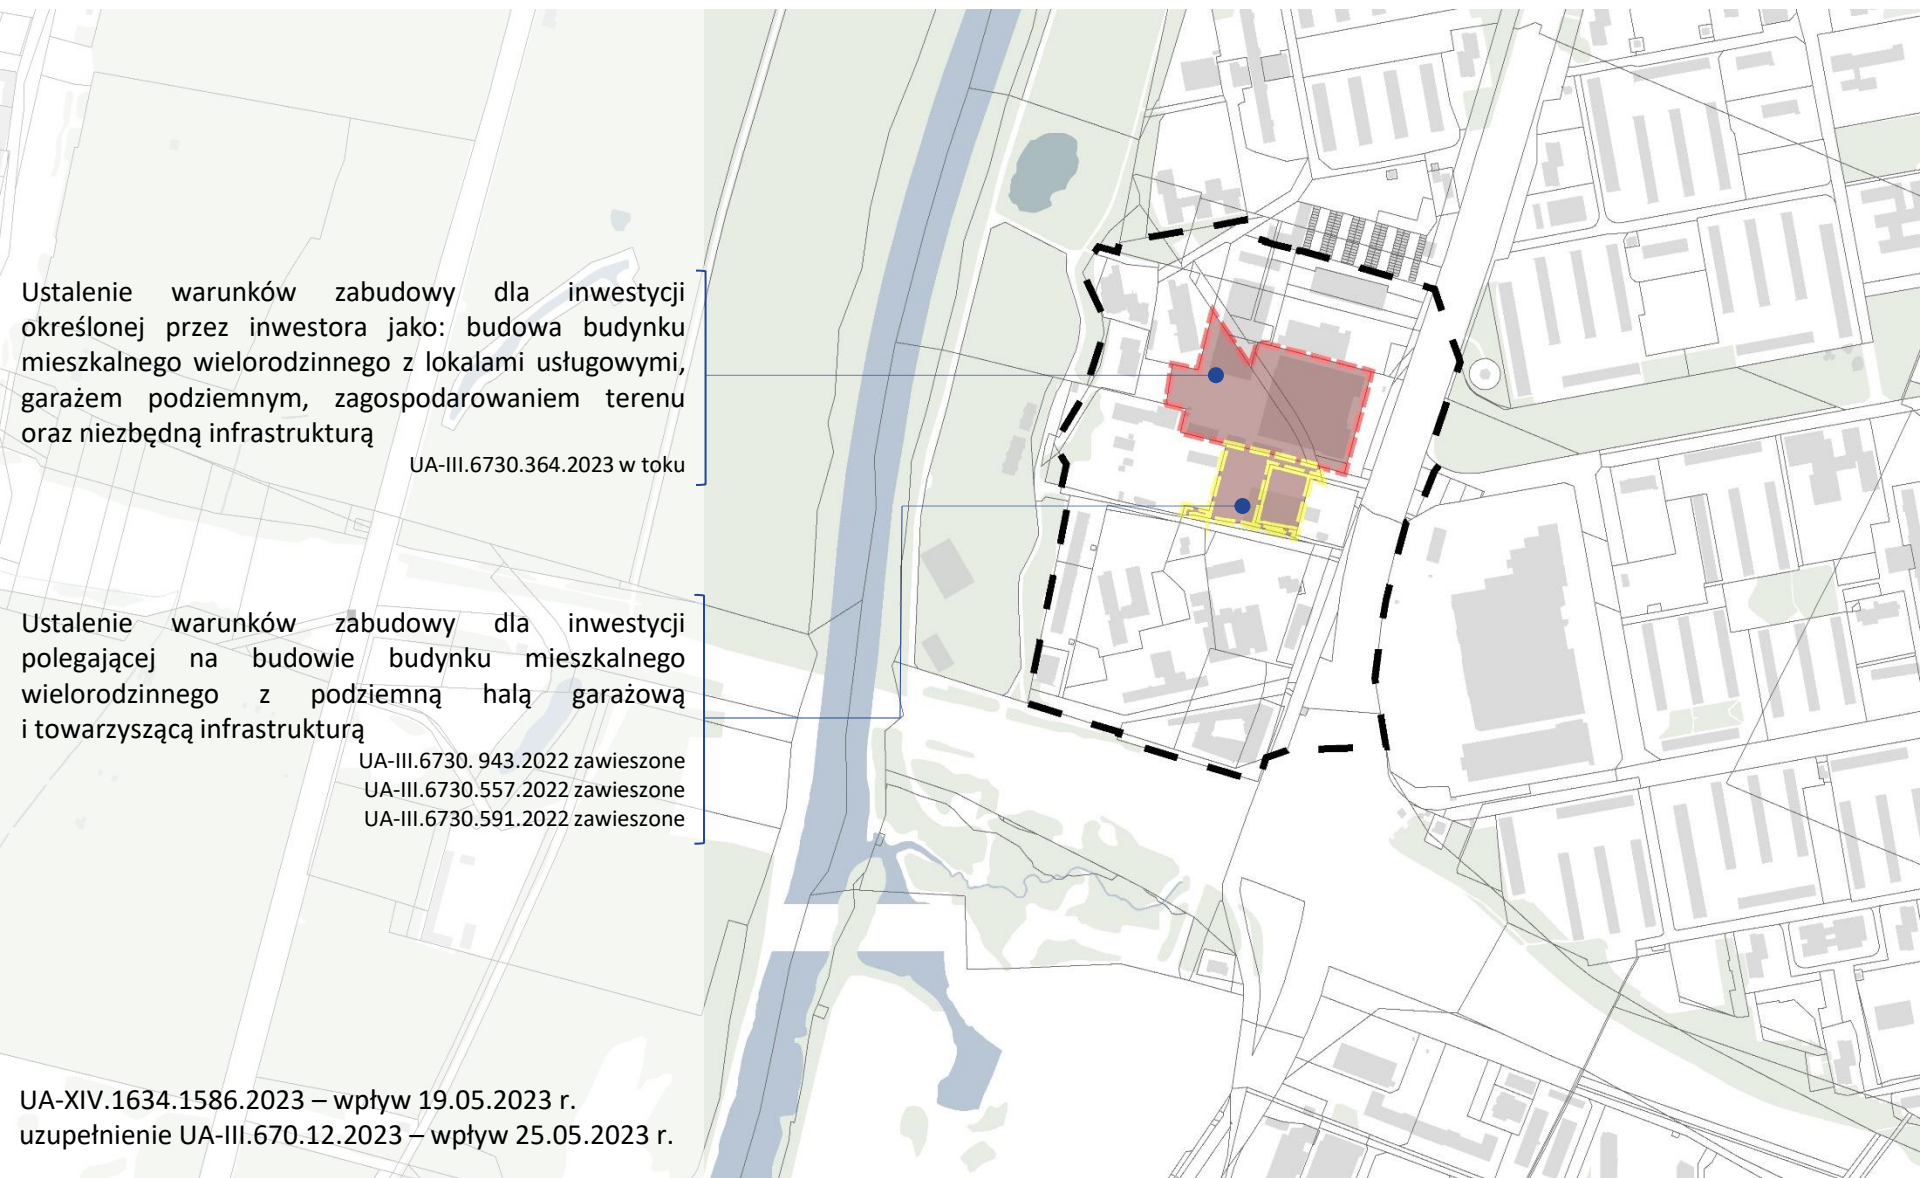 Ustalenie warunków zabudowy dla inwestycji
określonej przez inwestora jako: budowa budynku
mieszkalnego wielorodzinnego z lokalami usługowymi,
garażem podziemnym, zagospodarowaniem terenu
oraz niezbędną infrastrukturą
UA-III.6730.364.2023 w toku
Ustalenie warunków zabudowy dla inwestycji
polegającej na budowie budynku mieszkalnego
wielorodzinnego z podziemną halą garażową
i towarzyszącą infrastrukturą
UA-III.6730. 943.2022 zawieszone
UA-III.6730.557.2022 zawieszone
UA-III.6730.591.2022 zawieszone
UA-XIV.1634.1586.2023 – wpływ 19.05.2023 r.
uzupełnienie UA-III.670.12.2023 – wpływ 25.05.2023 r.